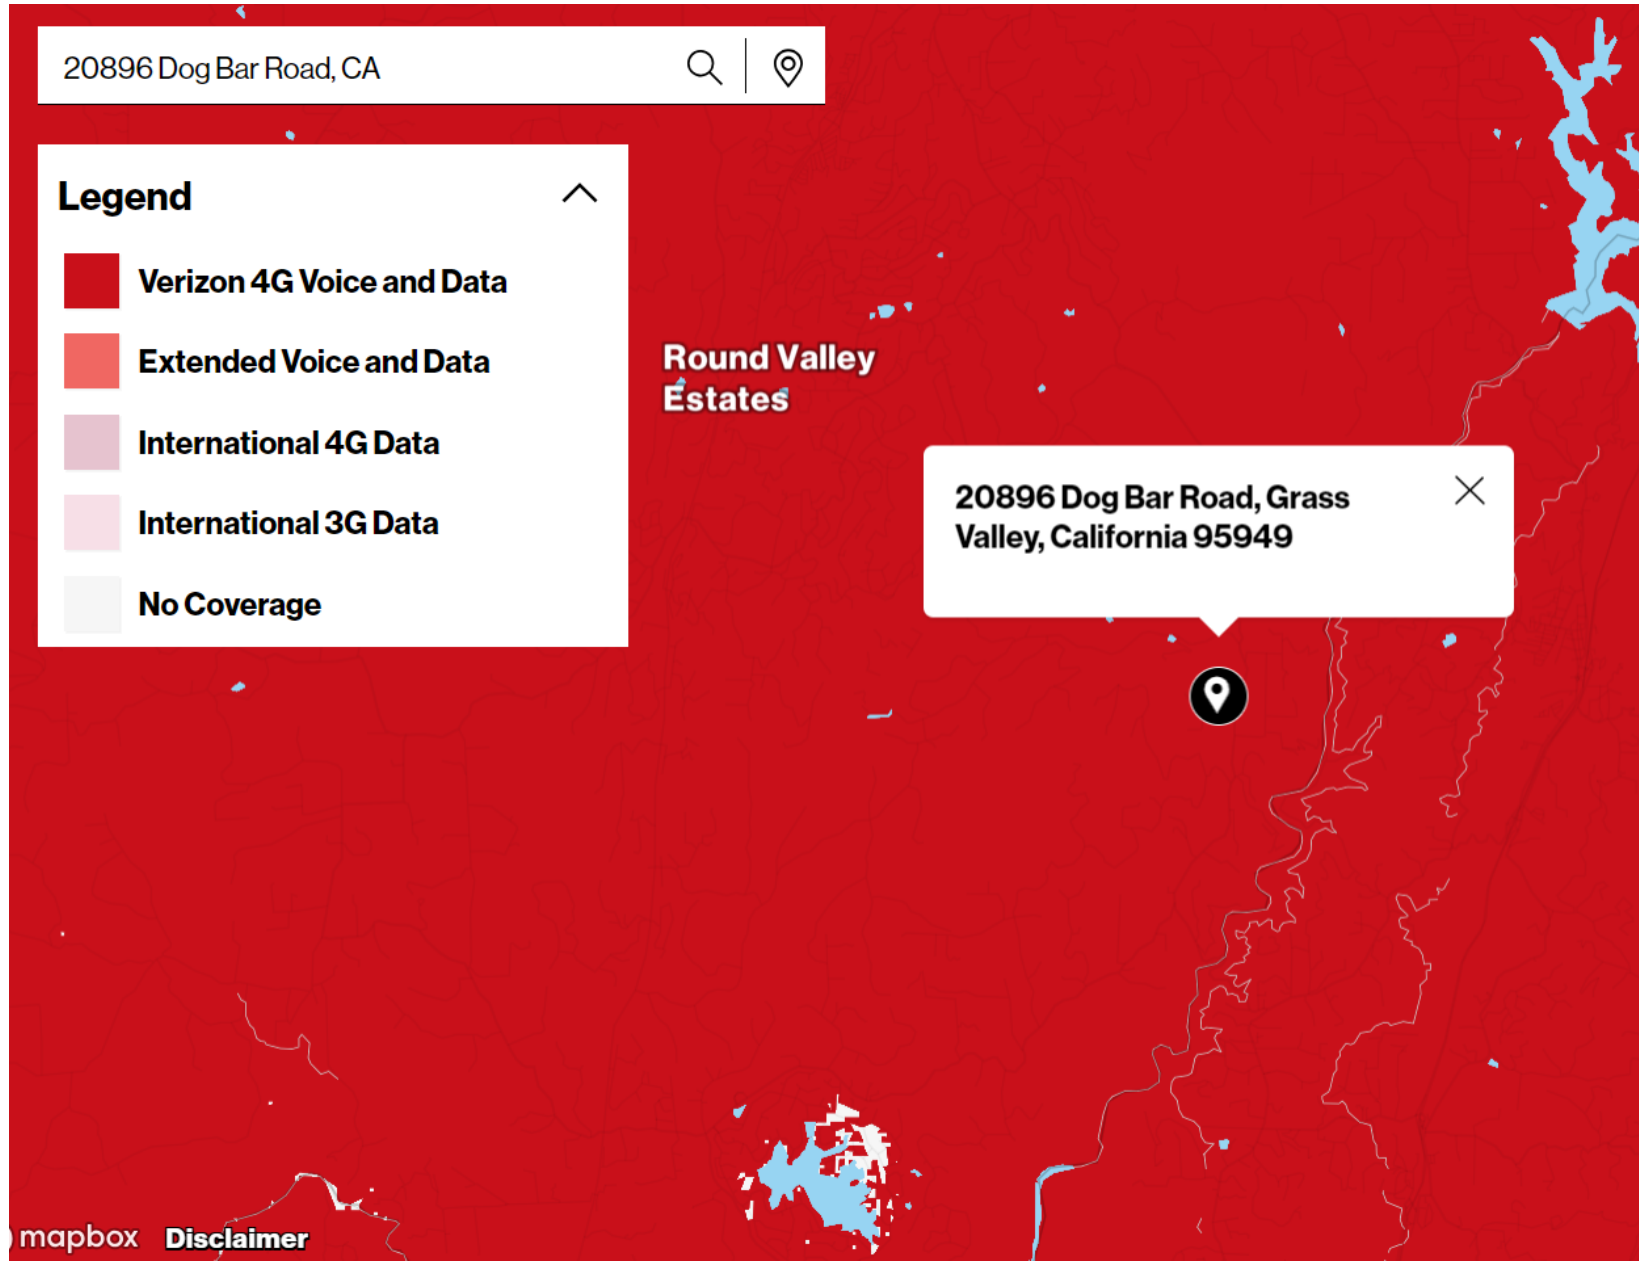 20896 Dog Bar Road, CA
Legend
Verizon 4G Voice and Data
Extended Voice and Data
International 4G Data
International 3G Data
No Coverage
Round Valley
Estates
20896 Dog Bar Road, Grass
Valley, California 95949
mapbox Disclaimer